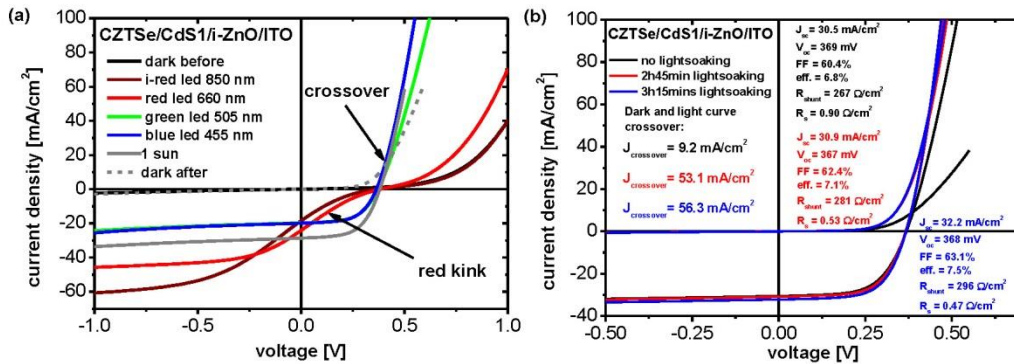 (a)
CZTSe/CdS1/i-ZnO/ITO
dark before
i-red led 850 nm
red led 660 nm
green led 505 nm
blue led 455 nm
1 sun
dark after
crossover
red kink
current density [mA/cm²]
100
80
60
40
20
0
-20
-40
-60
-1.0
-0.5
0.0
0.5
1.0
voltage [V]
(b)
CZTSe/CdS1/i-ZnO/ITO
no lightsoaking
2h45min lightsoaking
3h15mins lightsoaking
Dark and light curve
crossover:
J_crossover = 9.2 mA/cm²
J_crossover = 53.1 mA/cm²
J_crossover = 56.3 mA/cm²
J_sc = 30.5 mA/cm²
V_oc = 369 mV
FF = 60.4%
eff. = 6.8%
R_shunt = 267 Ω/cm²
R_s = 0.90 Ω/cm²
J_sc = 30.9 mA/cm²
V_oc = 367 mV
FF = 62.4%
eff. = 7.1%
R_shunt = 281 Ω/cm²
R_s = 0.53 Ω/cm²
J_sc = 32.2 mA/cm²
V_oc = 368 mV
FF = 63.1%
eff. = 7.5%
R_shunt = 296 Ω/cm²
R_s = 0.47 Ω/cm²
current density [mA/cm²]
100
80
60
40
20
0
-20
-40
-0.50
-0.25
0.00
0.25
0.50
voltage [V]